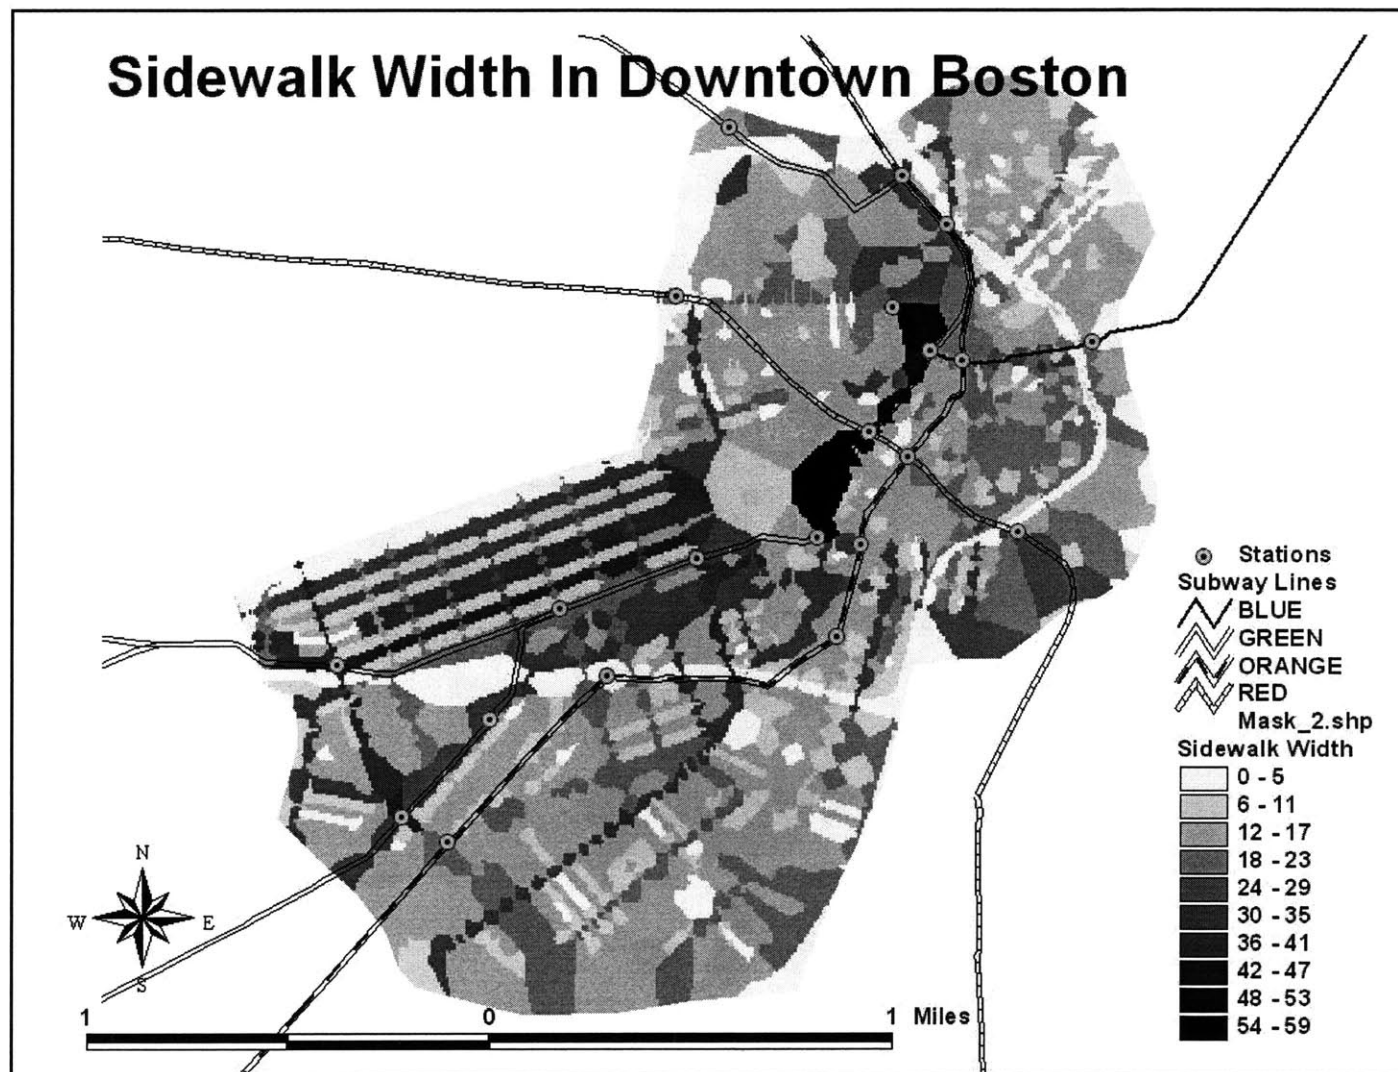 Sidewalk Width In Downtown Boston
Stations
Subway Lines
BLUE
GREEN
ORANGE
RED
Mask_2.shp
Sidewalk Width
0 - 5
6 - 11
12 - 17
18 - 23
24 - 29
30 - 35
36 - 41
42 - 47
48 - 53
54 - 59
N
W E
S
1 0 1 Miles